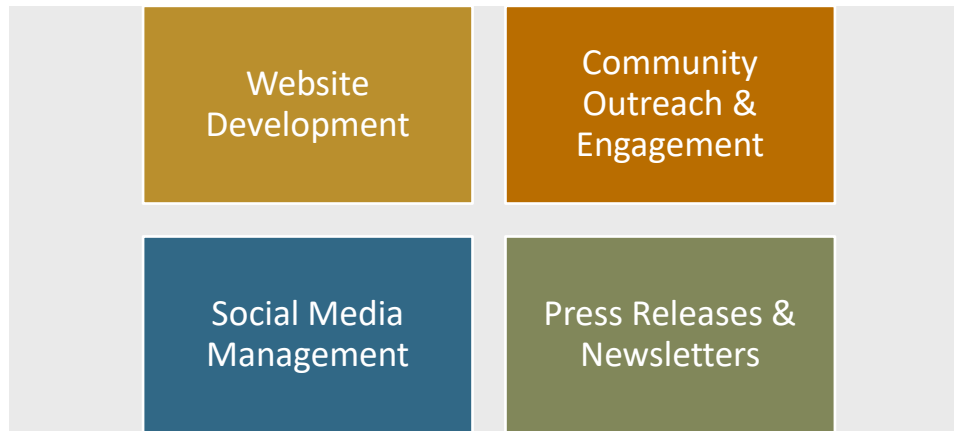 Website
Development
Community
Outreach &
Engagement
Social Media
Management
Press Releases &
Newsletters